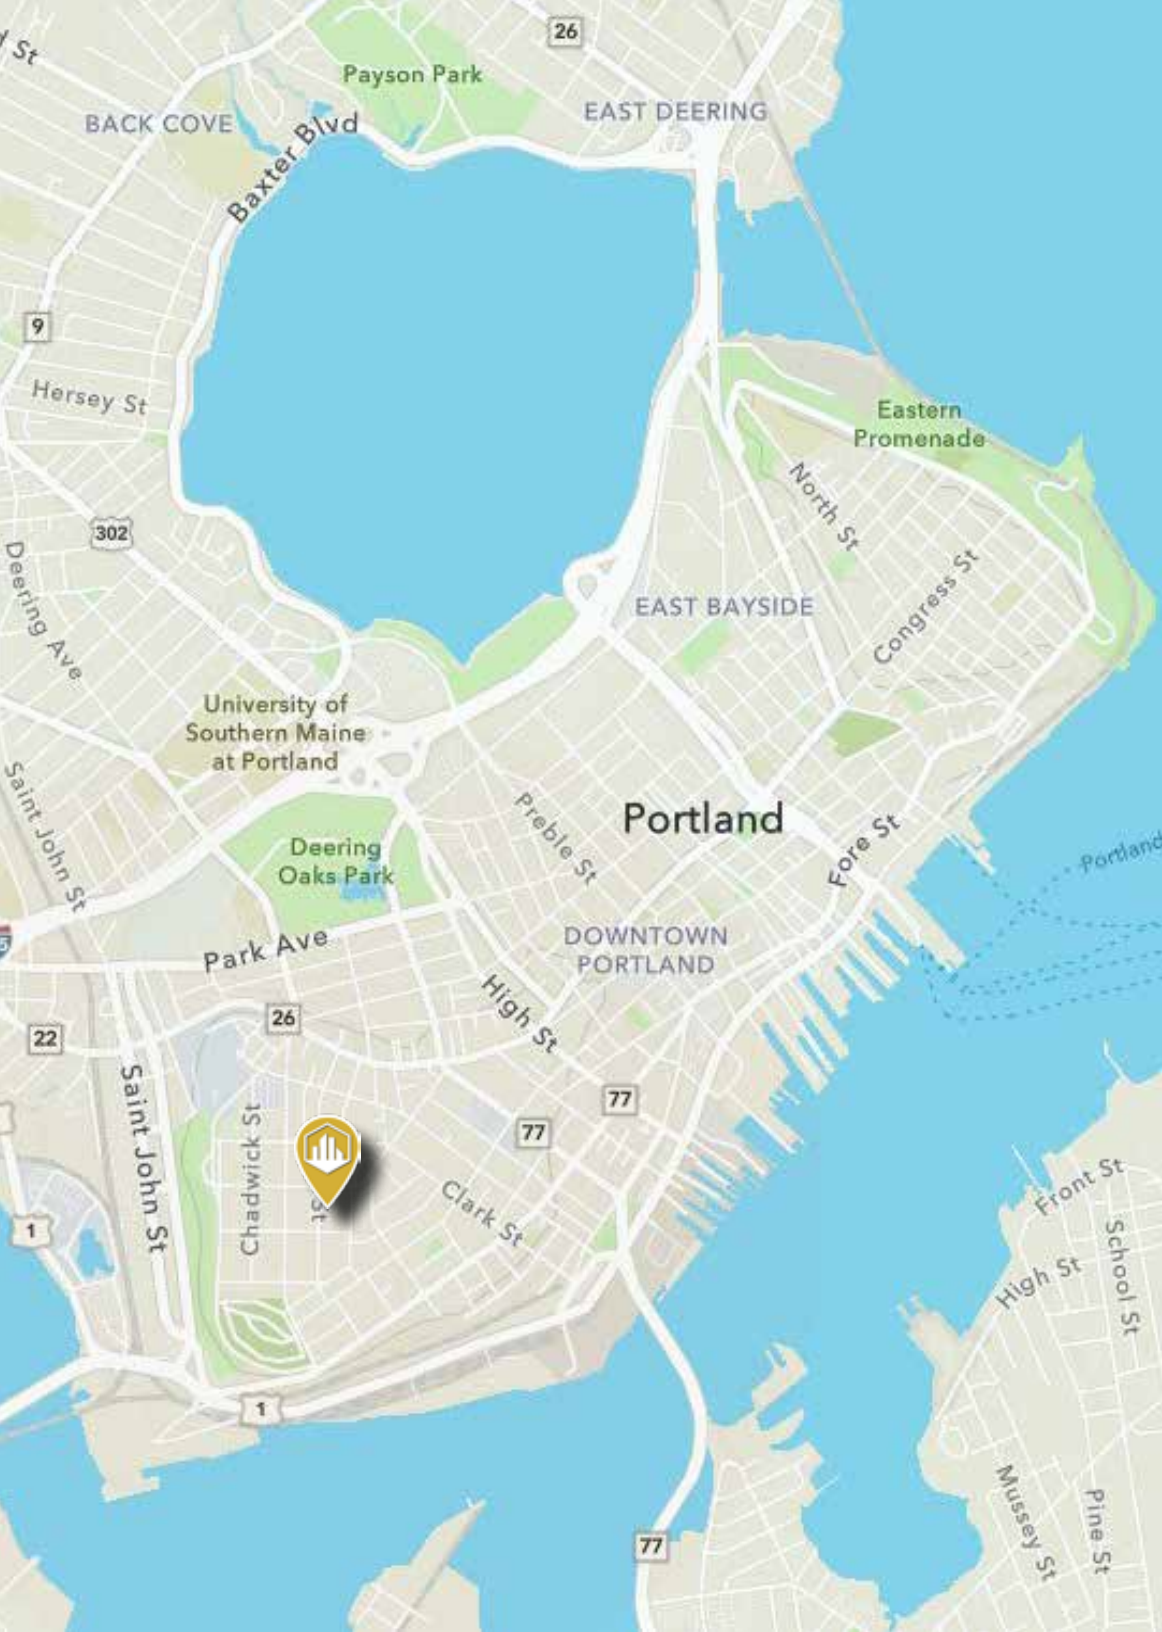 26
Payson Park
EAST DEERING
BACK COVE
Baxter Blvd
9
Hersey St
Eastern
Promenade
North St
302
Deering Ave
Congress St
EAST BAYSIDE
University of
Southern Maine
at Portland
Saint John St
Preble St
Portland
Fore St
Deering
Oaks Park
Portland
Park Ave
DOWNTOWN
PORTLAND
High St
26
22
Saint John St
77
77
Chadwick St
St
Clark St
1
Front St
School St
High St
1
Mussey St
Pine St
77